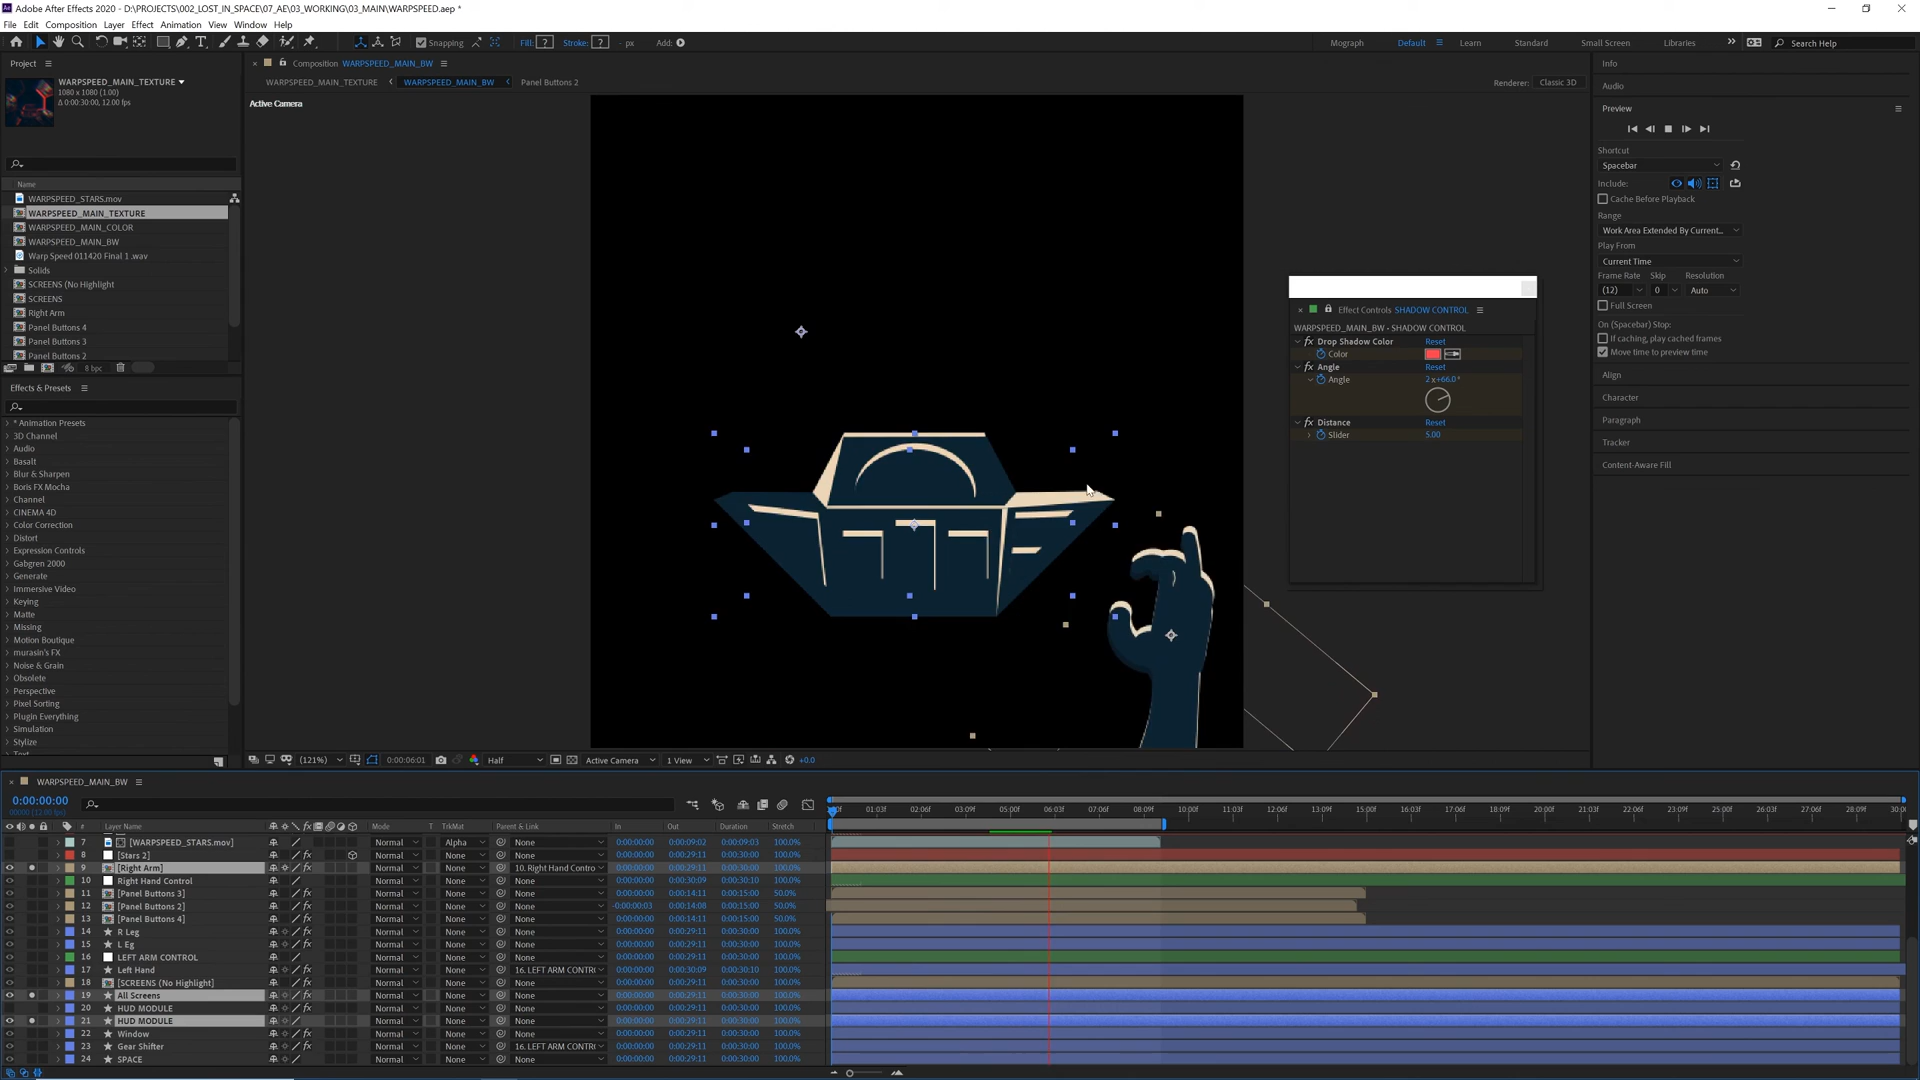 Adobe After Effects 2020 - D:\PROJECTS\002_LOST_IN_SPACE\07_AE\03_WORKING\03_MAIN\WARPSPEED.aep *
File Edit Composition Layer Effect Animation View Window Help
Snapping Fill: ? Stroke: ? - px Add:
Mograph Default Learn Standard Small Screen Libraries Search Help
Project
WARPSPEED_MAIN_TEXTURE
1080 x 1080 (1.00)
Δ 0:00:30:00, 12.00 fps
Name
WARPSPEED_STARS.mov
WARPSPEED_MAIN_TEXTURE
WARPSPEED_MAIN_COLOR
WARPSPEED_MAIN_BW
Warp Speed 011420 Final 1 .wav
Solids
SCREENS (No Highlight
SCREENS
Right Arm
Panel Buttons 4
Panel Buttons 3
Panel Buttons 2
8 bpc
Effects & Presets
* Animation Presets
3D Channel
Audio
Basalt
Blur & Sharpen
Boris FX Mocha
Channel
CINEMA 4D
Color Correction
Distort
Expression Controls
Gabgren 2000
Generate
Immersive Video
Keying
Matte
Missing
Motion Boutique
murasin's FX
Noise & Grain
Obsolete
Perspective
Pixel Sorting
Plugin Everything
Simulation
Stylize
Text
Composition WARPSPEED_MAIN_BW
WARPSPEED_MAIN_TEXTURE WARPSPEED_MAIN_BW Panel Buttons 2
Renderer: Classic 3D
Active Camera
Effect Controls SHADOW CONTROL
WARPSPEED_MAIN_BW • SHADOW CONTROL
fx Drop Shadow Color Reset
Color
fx Angle Reset
Angle 2x+66.0°
fx Distance Reset
Slider 5.00
(121%) 0:00:06:01 Half Active Camera 1 View +0.0
Info
Audio
Preview
Shortcut
Spacebar
Include:
Cache Before Playback
Range
Work Area Extended By Current...
Play From
Current Time
Frame Rate Skip Resolution
(12) 0 Auto
Full Screen
On (Spacebar) Stop:
If caching, play cached frames
Move time to preview time
Align
Character
Paragraph
Tracker
Content-Aware Fill
WARPSPEED_MAIN_BW
0:00:00:00
00000 (12.00 fps)
# Layer Name Mode T TrkMat Parent & Link In Out Duration Stretch
01:03f 02:06f 03:09f 05:00f 06:03f 07:06f 08:09f 10:00f 11:03f 12:06f 13:09f 15:00f 16:03f 17:06f 18:09f 20:00f 21:03f 22:06f 23:09f 25:00f 26:03f 27:06f 28:09f 30:0
7 [WARPSPEED_STARS.mov] Normal Alpha None 0:00:00:00 0:00:09:02 0:00:09:03 100.0%
8 [Stars 2] Normal None None 0:00:00:00 0:00:29:11 0:00:30:00 100.0%
9 [Right Arm] Normal None 10. Right Hand Contro 0:00:00:00 0:00:29:11 0:00:30:00 100.0%
10 Right Hand Control Normal None None 0:00:00:00 0:00:30:09 0:00:30:10 100.0%
11 [Panel Buttons 3] Normal None None 0:00:00:00 0:00:14:11 0:00:15:00 50.0%
12 [Panel Buttons 2] Normal None None -0:00:00:03 0:00:14:08 0:00:15:00 50.0%
13 [Panel Buttons 4] Normal None None 0:00:00:00 0:00:14:11 0:00:15:00 50.0%
14 R Leg Normal None None 0:00:00:00 0:00:29:11 0:00:30:00 100.0%
15 L Eg Normal None None 0:00:00:00 0:00:29:11 0:00:30:00 100.0%
16 LEFT ARM CONTROL Normal None None 0:00:00:00 0:00:29:11 0:00:30:00 100.0%
17 Left Hand Normal None 16. LEFT ARM CONTR( 0:00:00:00 0:00:30:09 0:00:30:10 100.0%
18 [SCREENS (No Highlight] Normal None None 0:00:00:00 0:00:29:11 0:00:30:00 100.0%
19 All Screens Normal None None 0:00:00:00 0:00:29:11 0:00:30:00 100.0%
20 HUD MODULE Normal None None 0:00:00:00 0:00:29:11 0:00:30:00 100.0%
21 HUD MODULE Normal None None 0:00:00:00 0:00:29:11 0:00:30:00 100.0%
22 Window Normal None None 0:00:00:00 0:00:29:11 0:00:30:00 100.0%
23 Gear Shifter Normal None 16. LEFT ARM CONTR( 0:00:00:00 0:00:29:11 0:00:30:00 100.0%
24 SPACE Normal None None 0:00:00:00 0:00:29:11 0:00:30:00 100.0%